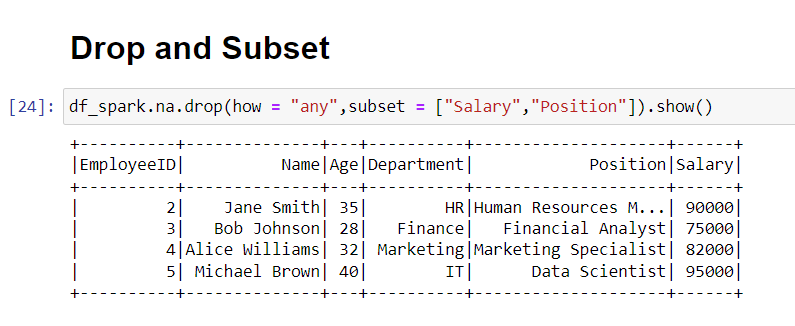 Drop and Subset
[24]: df_spark.na.drop(how = "any",subset = ["Salary","Position"]).show()
+----------+--------------+---+----------+-------------------+------+
|EmployeeID|          Name|Age|Department|           Position|Salary|
+----------+--------------+---+----------+-------------------+------+
|         2|    Jane Smith| 35|        HR|Human Resources M...| 90000|
|         3|   Bob Johnson| 28|   Finance|   Financial Analyst| 75000|
|         4|Alice Williams| 32| Marketing|Marketing Specialist| 82000|
|         5| Michael Brown| 40|        IT|      Data Scientist| 95000|
+----------+--------------+---+----------+-------------------+------+